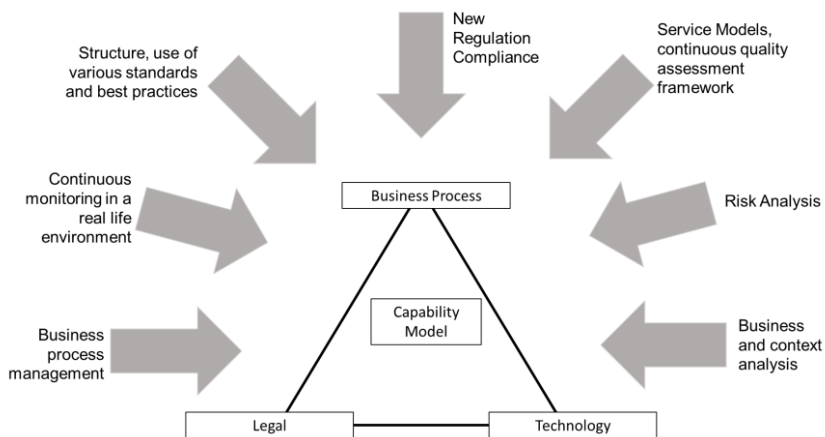 New
Regulation
Compliance
Structure, use of
various standards
and best practices
Service Models,
continuous quality
assessment
framework
Continuous
monitoring in a
real life
environment
Business Process
Risk Analysis
Capability
Model
Business
process
management
Business
and context
analysis
Legal
Technology